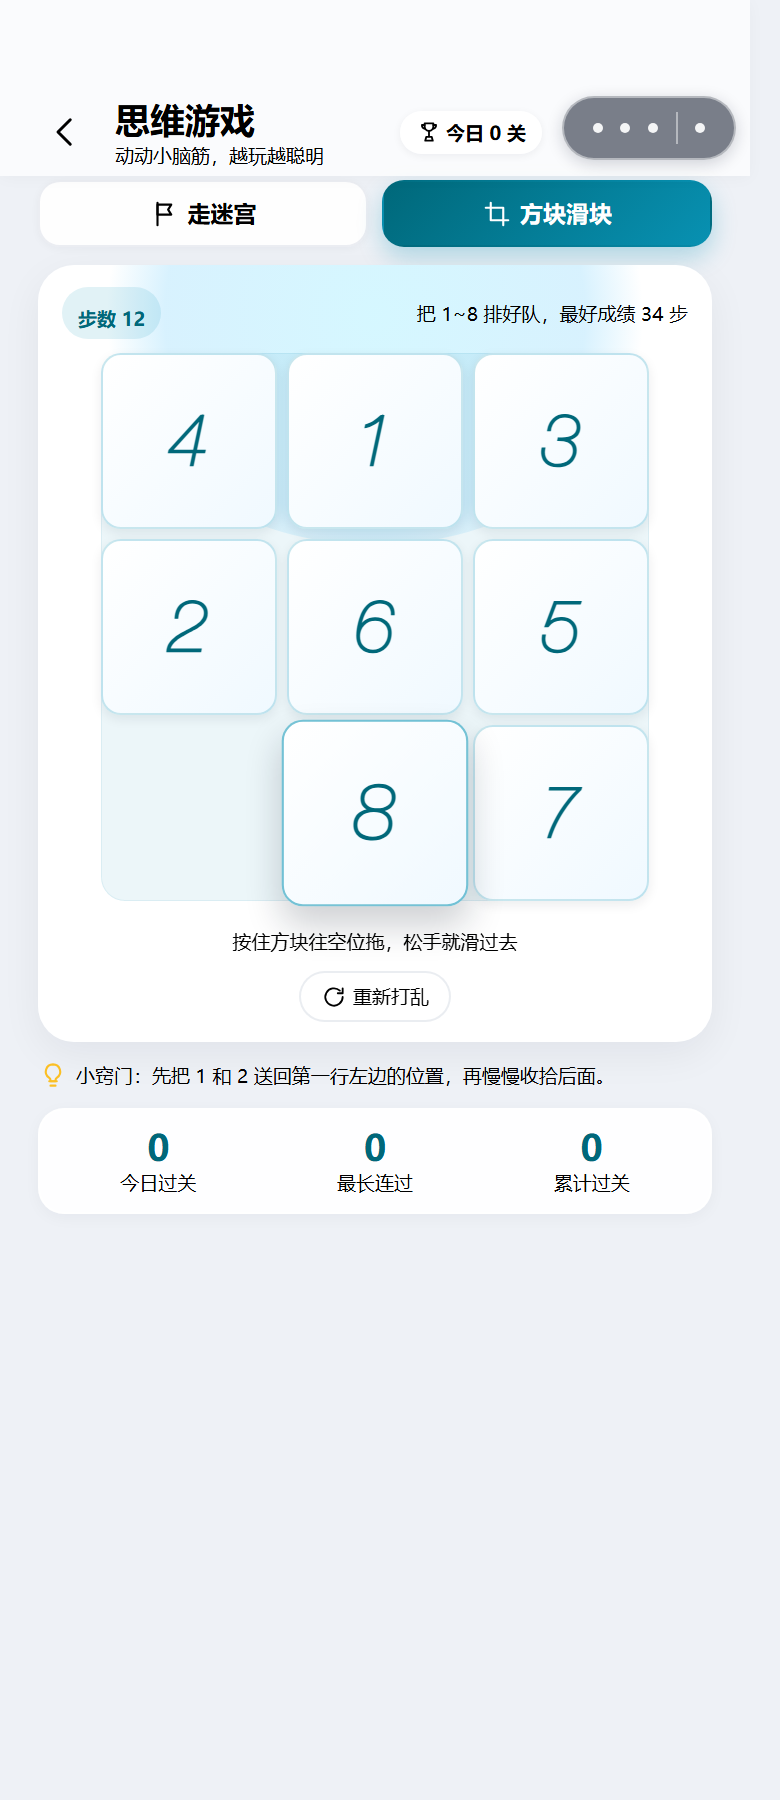 思维游戏
动动小脑筋，越玩越聪明
今日 0 关
走迷宫
方块滑块
步数 12
把 1~8 排好队，最好成绩 34 步
4 1 3
2 6 5
8 7
按住方块往空位拖，松手就滑过去
重新打乱
小窍门：先把 1 和 2 送回第一行左边的位置，再慢慢收拾后面。
0 0 0
今日过关 最长连过 累计过关